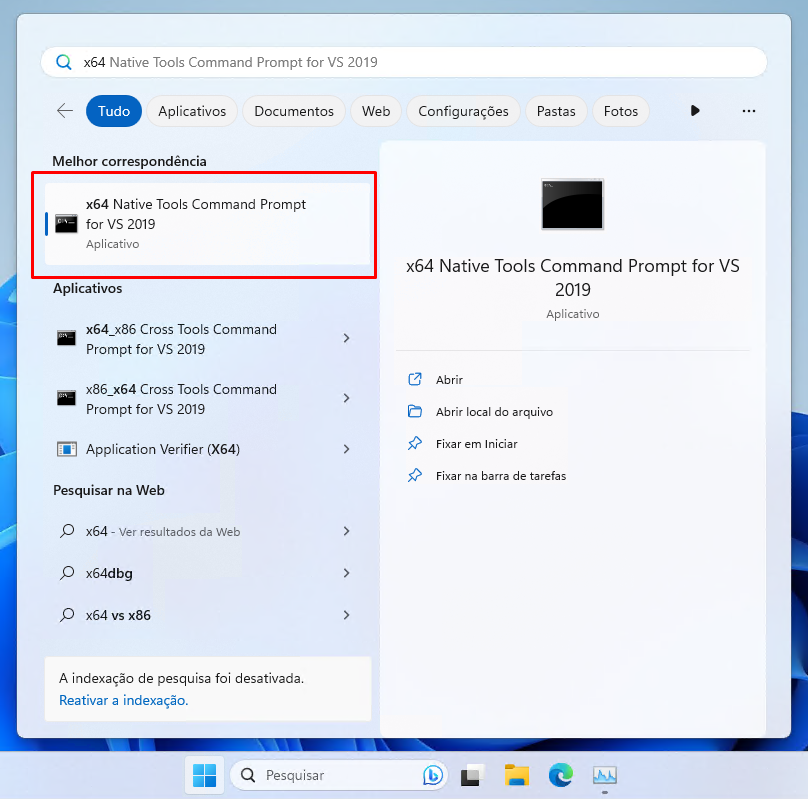 x64 Native Tools Command Prompt for VS 2019
Tudo
Aplicativos
Documentos
Web
Configurações
Pastas
Fotos
Melhor correspondência
x64 Native Tools Command Prompt
for VS 2019
Aplicativo
Aplicativos
x64_x86 Cross Tools Command
Prompt for VS 2019
x86_x64 Cross Tools Command
Prompt for VS 2019
Application Verifier (X64)
Pesquisar na Web
x64 - Ver resultados da Web
x64dbg
x64 vs x86
A indexação de pesquisa foi desativada.
Reativar a indexação.
x64 Native Tools Command Prompt for VS
2019
Aplicativo
Abrir
Abrir local do arquivo
Fixar em Iniciar
Fixar na barra de tarefas
Pesquisar